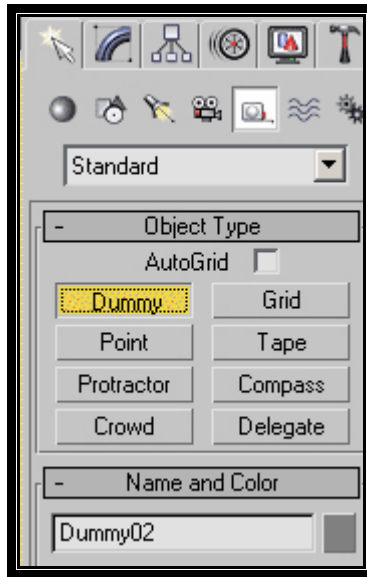 Standard
- Object Type
AutoGrid
Dummy Grid
Point Tape
Protractor Compass
Crowd Delegate
- Name and Color
Dummy02